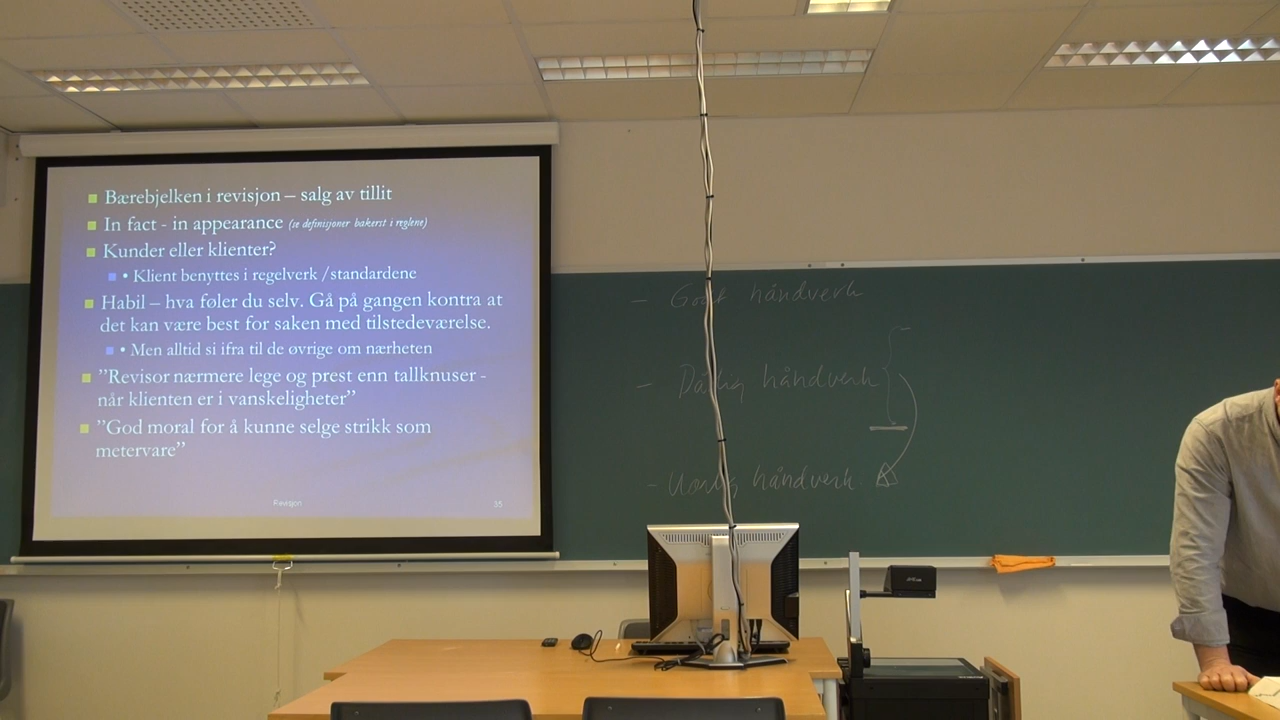 Bærebjelken i revisjon – salg av tillit
In fact - in appearance (se definisjoner bakerst i reglene)
Kunder eller klienter?
• Klient benyttes i regelverk /standardene
Habil – hva føler du selv. Gå på gangen kontra at
det kan være best for saken med tilstedeværelse.
• Men alltid si ifra til de øvrige om nærheten
”Revisor nærmere lege og prest enn tallknuser -
når klienten er i vanskeligheter”
”God moral for å kunne selge strikk som
metervare”
Revisjon 35
- Godt håndverk
- Dårlig håndverk
- Uærlig håndverk